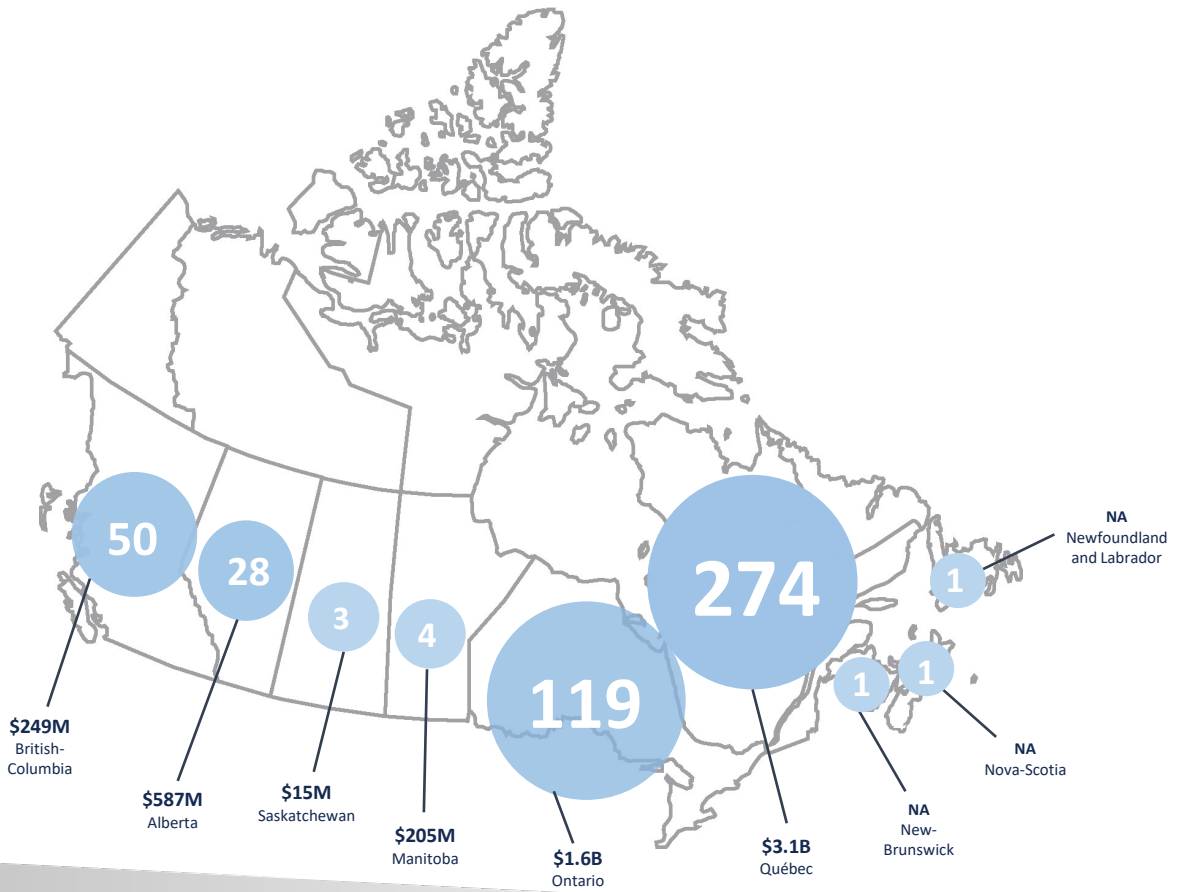 50
28
3
4
119
274
1
1
1
NA
Newfoundland
and Labrador
NA
Nova-Scotia
NA
New-
Brunswick
$249M
British-
Columbia
$587M
Alberta
$15M
Saskatchewan
$205M
Manitoba
$1.6B
Ontario
$3.1B
Québec